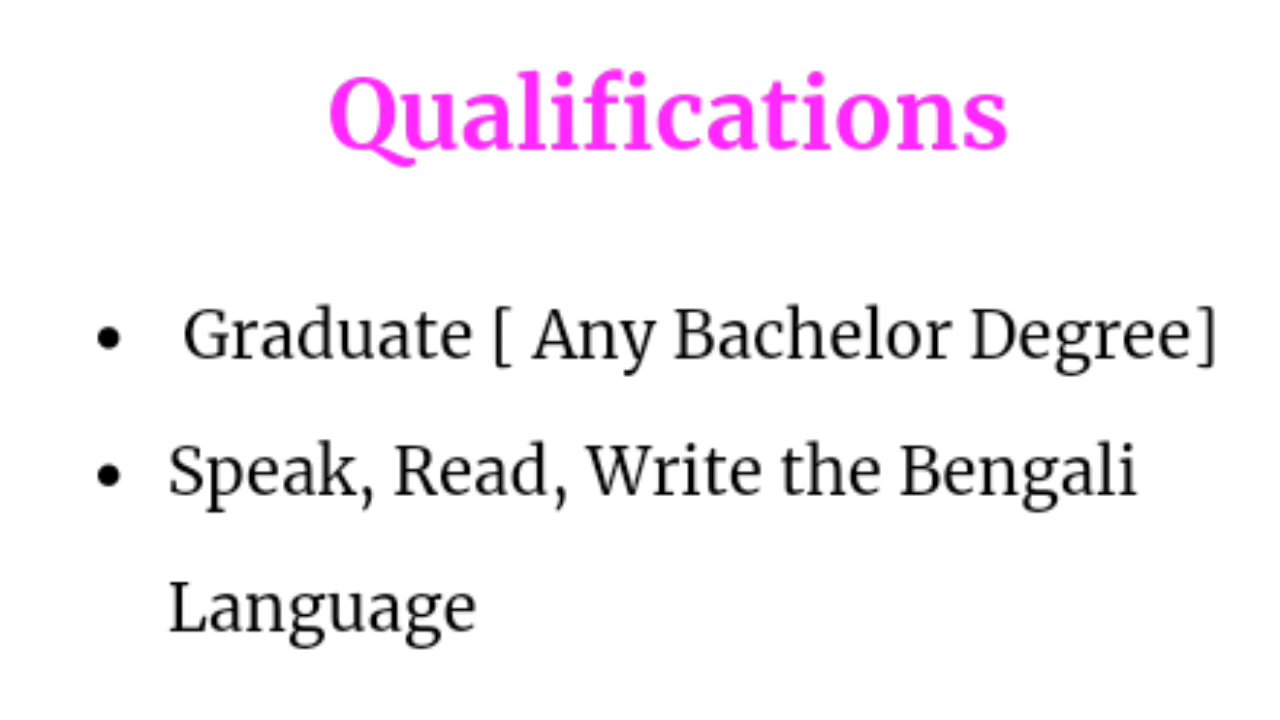 Qualifications
• Graduate [ Any Bachelor Degree]
• Speak, Read, Write the Bengali
Language